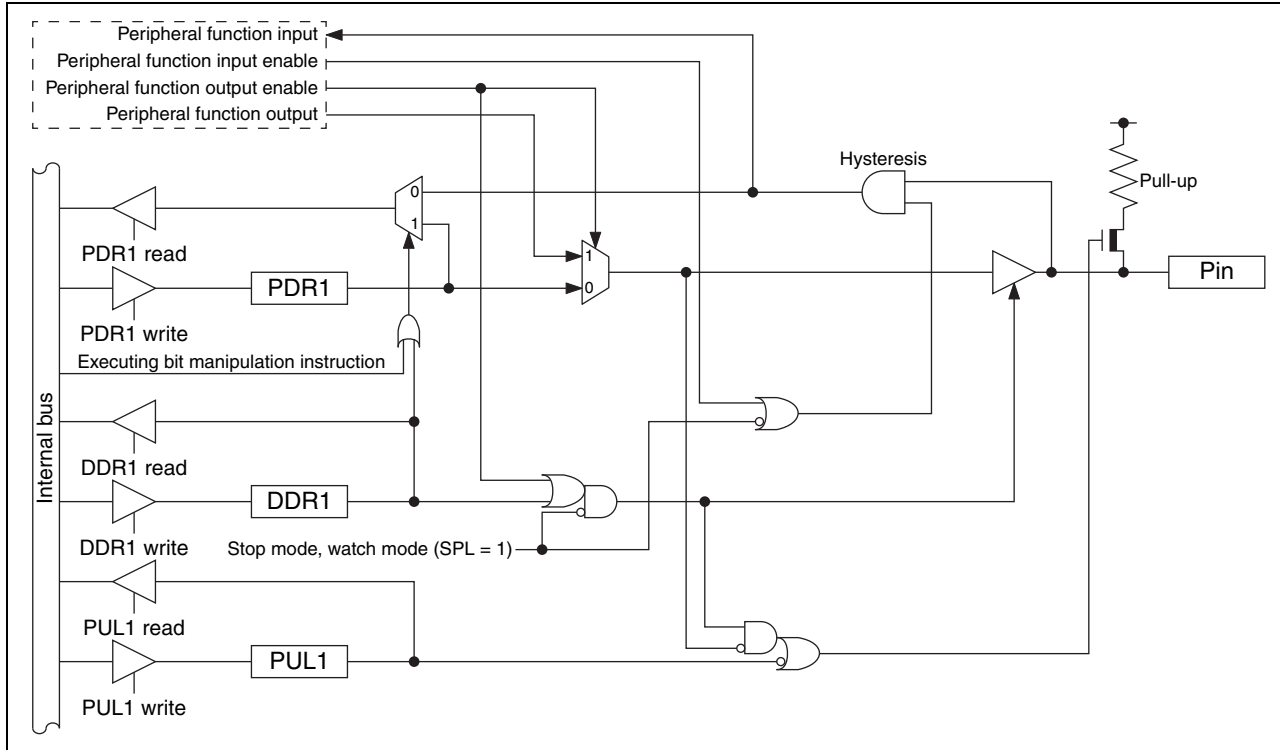 Peripheral function input
Peripheral function input enable
Peripheral function output enable
Peripheral function output
Hysteresis
Pull-up
0
1
PDR1 read
1
0
PDR1
Pin
PDR1 write
Executing bit manipulation instruction
Internal bus
DDR1 read
DDR1
DDR1 write
Stop mode, watch mode (SPL = 1)
PUL1 read
PUL1
PUL1 write